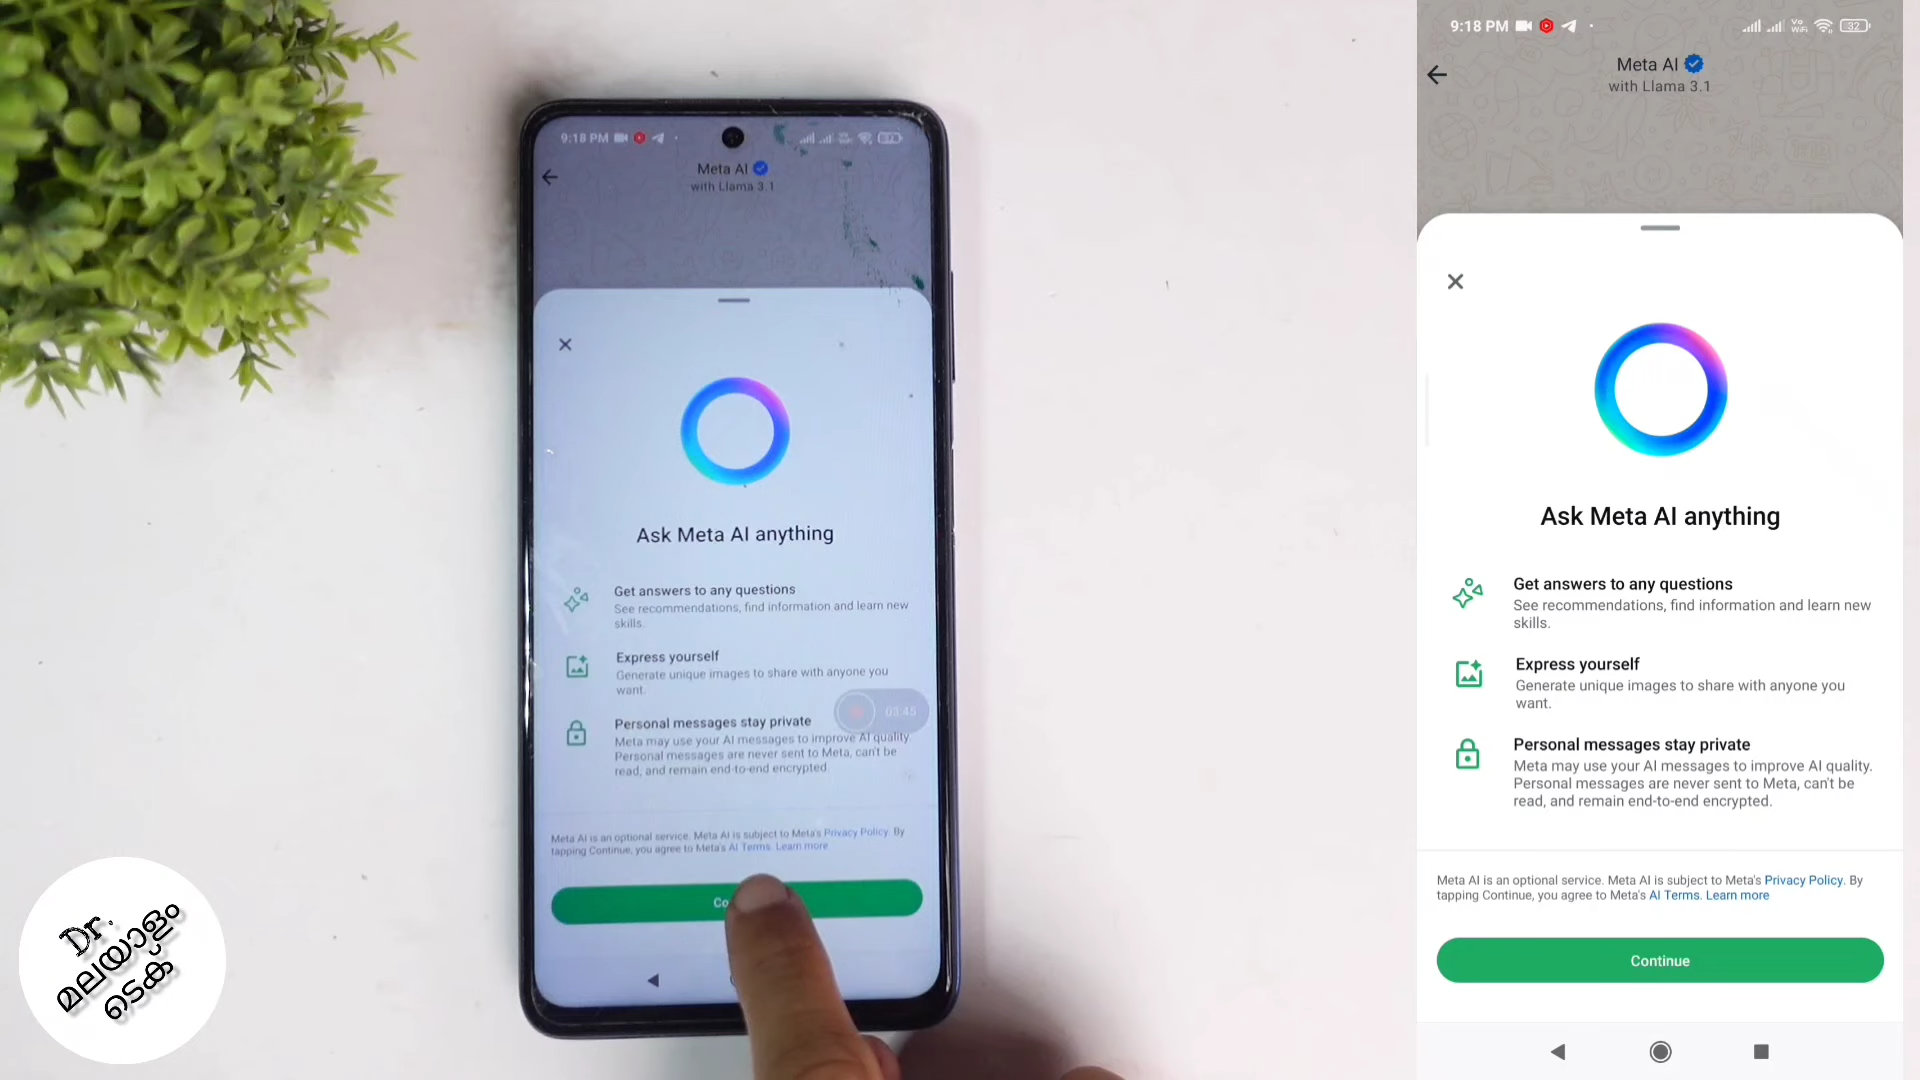 9:18 PM
Meta AI
with Llama 3.1
Ask Meta AI anything
Get answers to any questions
See recommendations, find information and learn new
skills.
Express yourself
Generate unique images to share with anyone you
want.
03:45
Personal messages stay private
Meta may use your AI messages to improve AI quality
Personal messages are never sent to Meta, can't be
read, and remain end-to-end encrypted.
Meta AI is an optional service. Meta AI is subject to Meta's Privacy Policy. By
tapping Continue, you agree to Meta's AI Terms. Learn more
Co
Dr.
മലയാളം
ടെക്
9:18 PM
Vo
WiFi
32
Meta AI
with Llama 3.1
Ask Meta AI anything
Get answers to any questions
See recommendations, find information and learn new
skills.
Express yourself
Generate unique images to share with anyone you
want.
Personal messages stay private
Meta may use your AI messages to improve AI quality.
Personal messages are never sent to Meta, can't be
read, and remain end-to-end encrypted.
Meta AI is an optional service. Meta AI is subject to Meta's Privacy Policy. By
tapping Continue, you agree to Meta's AI Terms. Learn more
Continue